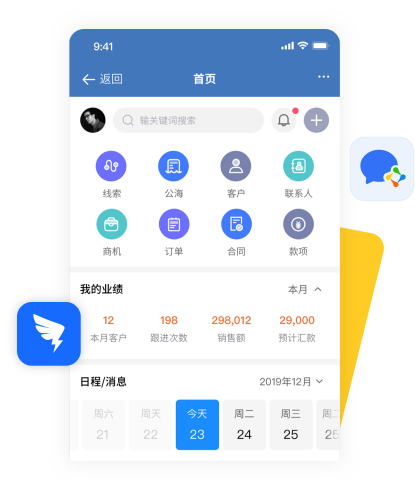 9:41
返回 首页
输关键词搜索
线索 公海 客户 联系人
商机 订单 合同 款项
我的业绩 本月
12 198 298,012 29,000
本月客户 跟进次数 销售额 预计汇款
日程/消息 2019年12月
周六 周天 今天 周二 周三 周二
21 22 23 24 25 25